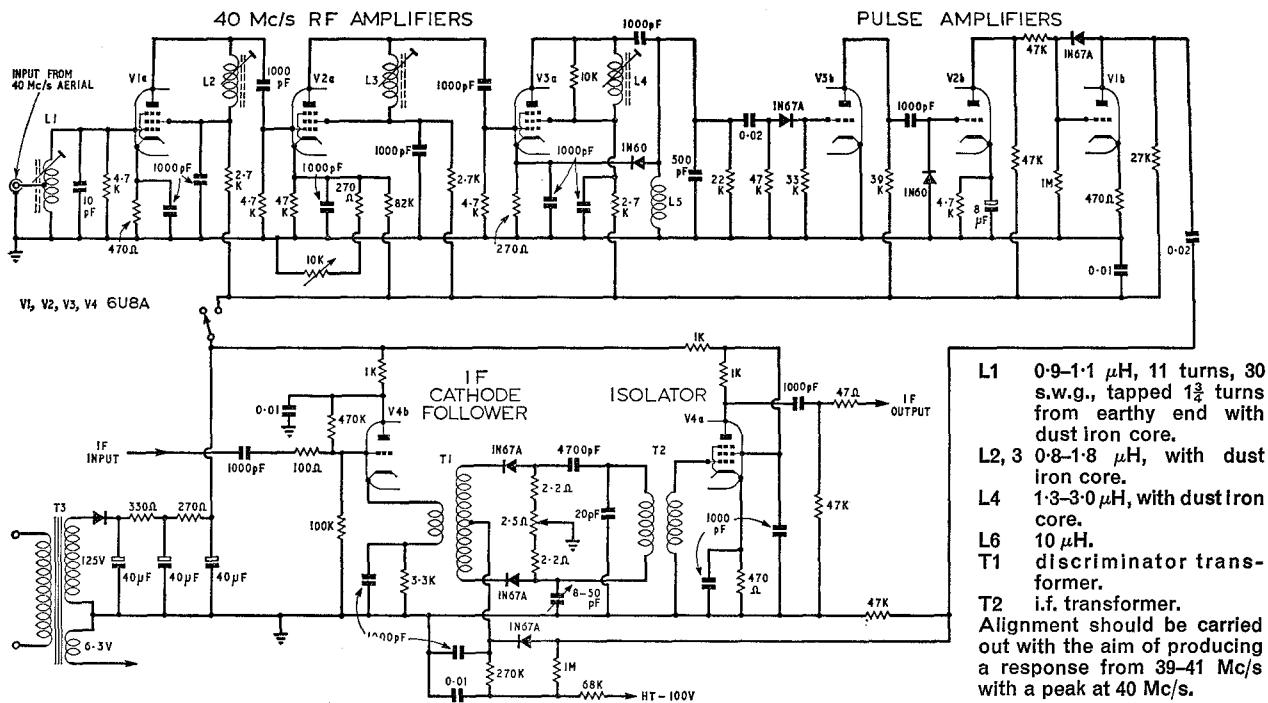 40 Mc/s RF AMPLIFIERS
PULSE AMPLIFIERS
INPUT FROM
40 Mc/s AERIAL
L1
V1a
L2
1000
pF
V2a
L3
1000pF
V3a
10K
1000pF
L4
V3b
1000pF
V2b
47K
1N67A
V1b
10
pF
4·7
K
1000pF
2·7
K
470Ω
4·7
K
47
K
1000pF
270
Ω
82K
1000pF
2·7K
4·7
K
1000pF
1N60
270Ω
2·7
K
L5
500
pF
0·02
1N67A
22
K
47
K
33
K
39
K
1N60
4·7
K
8
µF
47K
1M
470Ω
27K
0·01
0·02
10K
V1, V2, V3, V4 6U8A
1K
1K
1K
IF
CATHODE
FOLLOWER
ISOLATOR
0·01
470K
V4b
V4a
1000pF
47Ω
IF
OUTPUT
IF
INPUT
1000pF
100Ω
T1
1N67A
4700pF
T2
2·2Ω
2·5Ω
2·2Ω
20pF
1N67A
8-50
pF
1000
pF
470
Ω
47K
47K
T3
330Ω
270Ω
125V
40µF
40µF
40µF
6·3V
100K
3·3K
1000pF
1N67A
270K
1M
0·01
68K
HT-100V
L1 0·9–1·1 µH, 11 turns, 30
s.w.g., tapped 1¾ turns
from earthy end with
dust iron core.
L2, 3 0·8–1·8 µH, with dust
iron core.
L4 1·3–3·0 µH, with dust iron
core.
L6 10 µH.
T1 discriminator trans-
former.
T2 i.f. transformer.
Alignment should be carried
out with the aim of producing
a response from 39–41 Mc/s
with a peak at 40 Mc/s.